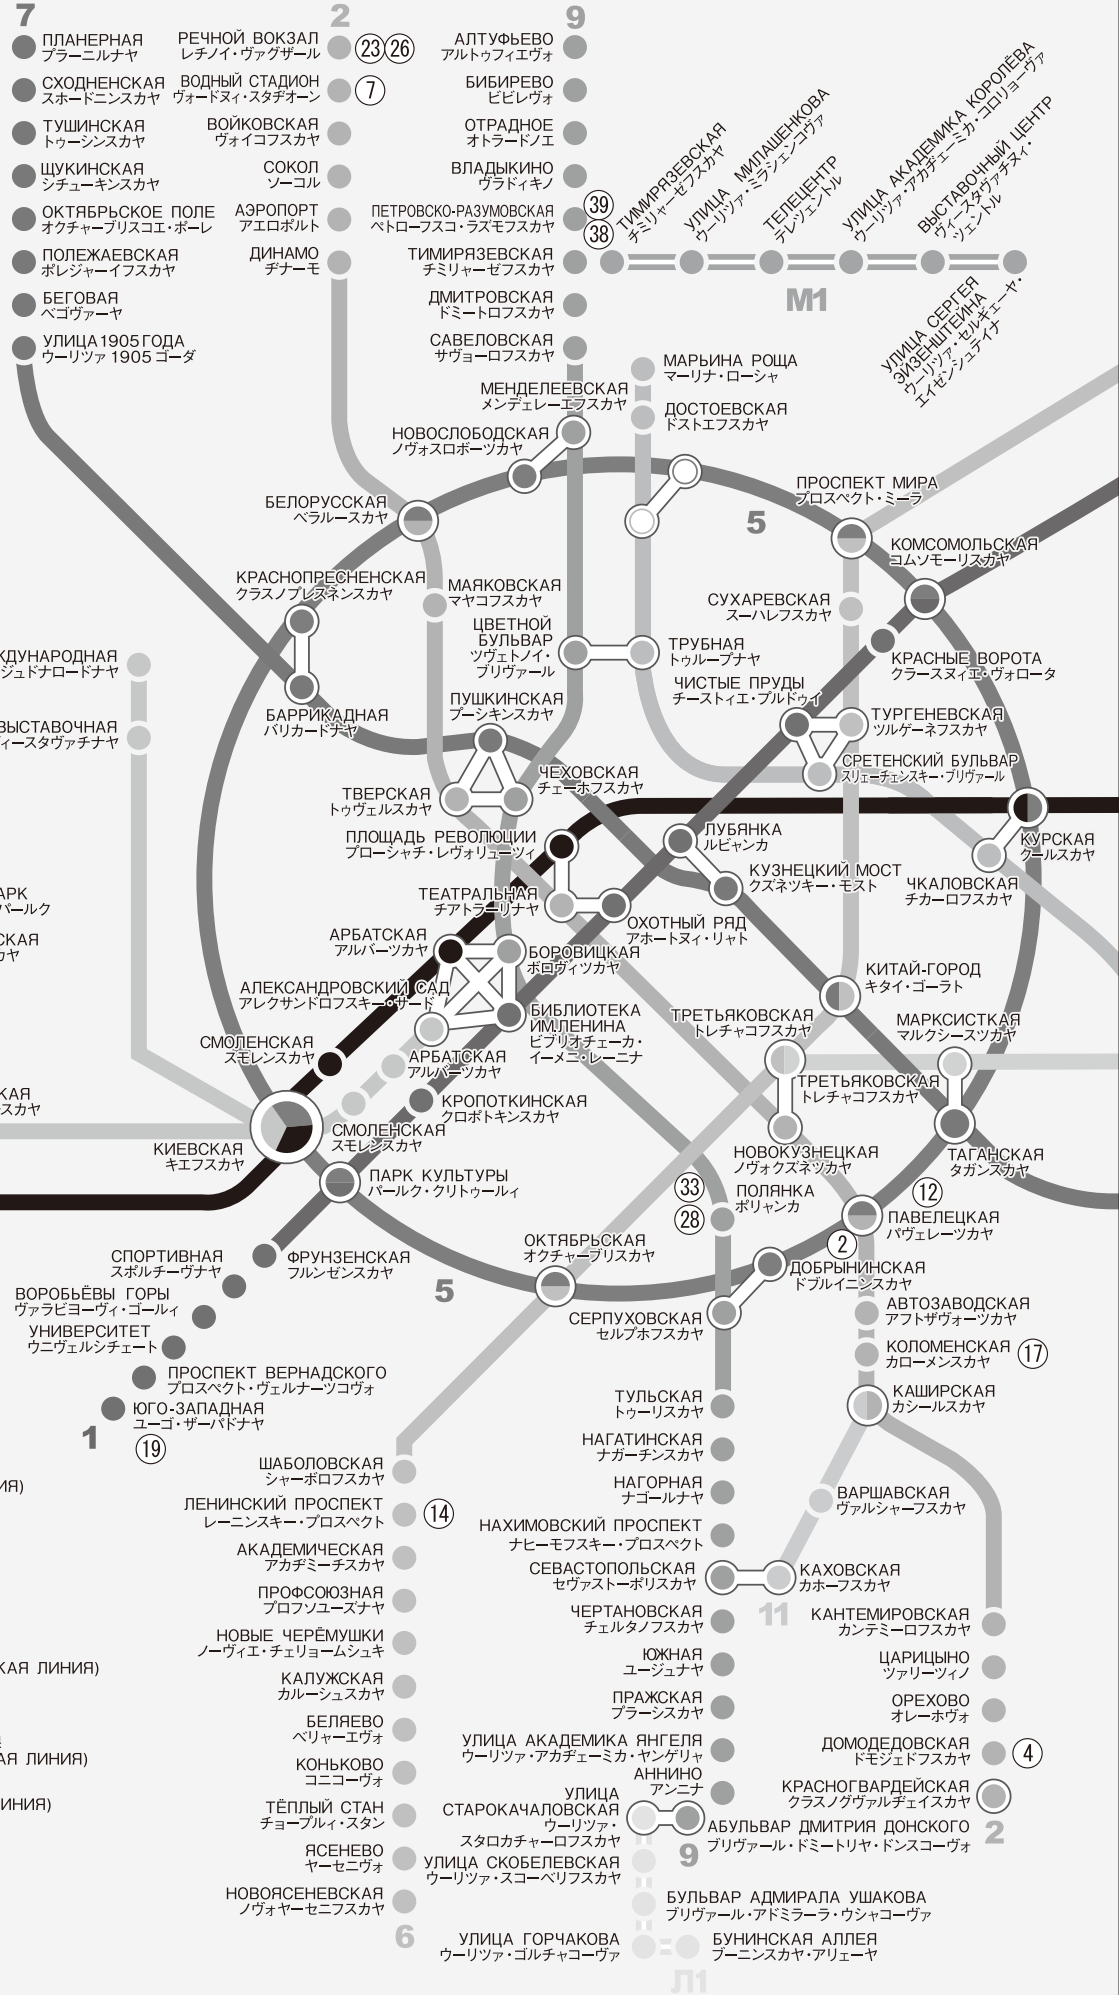 7
ПЛАНЕРНАЯ
プラーニルナヤ
СХОДНЕНСКАЯ
スホードニンスカヤ
ТУШИНСКАЯ
トゥーシンスカヤ
ЩУКИНСКАЯ
シチューキンスカヤ
ОКТЯБРЬСКОЕ ПОЛЕ
オクチャーブリスコエ・ポーレ
ПОЛЕЖАЕВСКАЯ
ポレジャーイフスカヤ
БЕГОВАЯ
ベゴヴァーヤ
УЛИЦА 1905 ГОДА
ウーリツァ 1905 ゴーダ
2
РЕЧНОЙ ВОКЗАЛ
レチノイ・ヴァグザール
23 26
ВОДНЫЙ СТАДИОН
ヴォードヌィ・スタヂオーン
7
ВОЙКОВСКАЯ
ヴォイコフスカヤ
СОКОЛ
ソーコル
АЭРОПОРТ
アエロポルト
ДИНАМО
ヂナーモ
9
АЛТУФЬЕВО
アルトゥフィエヴォ
БИБИРЕВО
ビビレヴォ
ОТРАДНОЕ
オトラードノエ
ВЛАДЫКИНО
ヴラディキノ
ПЕТРОВСКО-РАЗУМОВСКАЯ
ペトローフスコ・ラズモフスカヤ
39
38
ТИМИРЯЗЕВСКАЯ
チミリャーゼフスカヤ
ДМИТРОВСКАЯ
ドミートロフスカヤ
САВЕЛОВСКАЯ
サヴョーロフスカヤ
МЕНДЕЛЕЕВСКАЯ
メンデェレーエフスカヤ
НОВОСЛОБОДСКАЯ
ノヴォスロボーツカヤ
ТИМИРЯЗЕВСКАЯ
チミリャーゼフスカヤ
УЛИЦА МИЛАШЕНКОВА
ウーリツァ・ミラシェンコヴァ
ТЕЛЕЦЕНТР
テレツェントル
УЛИЦА АКАДЕМИКА КОРОЛЁВА
ウーリツァ・アカヂェーミカ・コロリョーヴァ
ВЫСТАВОЧНЫЙ ЦЕНТР
ヴィースタヴァチヌィ・
ツェントル
М1
УЛИЦА СЕРГЕЯ
ЭЙЗЕНШТЕЙНА
ウーリツァ・セルギェーヤ・
エイゼンシュテイナ
МАРЬИНА РОЩА
マーリナ・ローシャ
ДОСТОЕВСКАЯ
ドストエフスカヤ
5
ПРОСПЕКТ МИРА
プロスペクト・ミーラ
КОМСОМОЛЬСКАЯ
コムソモーリスカヤ
БЕЛОРУССКАЯ
ベラルースカヤ
КРАСНОПРЕСНЕНСКАЯ
クラスノプレスネンスカヤ
МАЯКОВСКАЯ
マヤコフスカヤ
СУХАРЕВСКАЯ
スーハレフスカヤ
ЦВЕТНОЙ
БУЛЬВАР
ツヴェトノイ・
ブリヴァール
ТРУБНАЯ
トゥループナヤ
КРАСНЫЕ ВОРОТА
クラースヌィエ・ヴォロータ
ЖДУНАРОДНАЯ
ジュドナロードナヤ
ВЫСТАВОЧНАЯ
ィースタヴァチナヤ
БАРРИКАДНАЯ
バリカードナヤ
ПУШКИНСКАЯ
プーシキンスカヤ
ЧИСТЫЕ ПРУДЫ
チーストィエ・プルドゥイ
ТУРГЕНЕВСКАЯ
ツルゲーネフスカヤ
СРЕТЕНСКИЙ БУЛЬВАР
スリェーチェンスキー・ブリヴァール
ЧЕХОВСКАЯ
チェーホフスカヤ
ТВЕРСКАЯ
トゥヴェルスカヤ
ПЛОЩАДЬ РЕВОЛЮЦИИ
プローシャチ・レヴォリューツィ
ЛУБЯНКА
ルビャンカ
КУРСКАЯ
クールスカヤ
ЧКАЛОВСКАЯ
チカーロフスカヤ
КУЗНЕЦКИЙ МОСТ
クズネツキー・モスト
ТЕАТРАЛЬНАЯ
チアトラーリナヤ
ОХОТНЫЙ РЯД
アホートヌィ・リャト
АРК
パールク
СКАЯ
カヤ
АРБАТСКАЯ
アルバーツカヤ
БОРОВИЦКАЯ
ボロヴィツカヤ
КИТАЙ-ГОРОД
キタイ・ゴーラト
АЛЕКСАНДРОВСКИЙ САД
アレクサンドロフスキー・サード
БИБЛИОТЕКА
ИМ.ЛЕНИНА
ビブリオチェーカ・
イーメニ・レーニナ
ТРЕТЬЯКОВСКАЯ
トレチャコフスカヤ
МАРКСИСТКАЯ
マルクシースツカヤ
СМОЛЕНСКАЯ
スモレンスカヤ
АРБАТСКАЯ
アルバーツカヤ
ТРЕТЬЯКОВСКАЯ
トレチャコフスカヤ
КРОПОТКИНСКАЯ
クロポトキンスカヤ
КАЯ
スカヤ
КИЕВСКАЯ
キエフスカヤ
СМОЛЕНСКАЯ
スモレンスカヤ
НОВОКУЗНЕЦКАЯ
ノヴォクズネツカヤ
ТАГАНСКАЯ
タガンスカヤ
ПАРК КУЛЬТУРЫ
パールク・クリトゥールィ
33
28
ПОЛЯНКА
ポリャンカ
12
ПАВЕЛЕЦКАЯ
パヴェレーツカヤ
2
ОКТЯБРЬСКАЯ
オクチャーブリスカヤ
ДОБРЫНИНСКАЯ
ドブルイニンスカヤ
СЕРПУХОВСКАЯ
セルプホフスカヤ
5
ФРУНЗЕНСКАЯ
フルンゼンスカヤ
СПОРТИВНАЯ
スポルチーヴナヤ
ВОРОБЬЁВЫ ГОРЫ
ヴァラビヨーヴィ・ゴールィ
УНИВЕРСИТЕТ
ウニヴェルシチェート
ПРОСПЕКТ ВЕРНАДСКОГО
プロスペクト・ヴェルナーツコヴォ
ЮГО-ЗАПАДНАЯ
ユーゴ・ザーパドナヤ
1
19
АВТОЗАВОДСКАЯ
アフトザヴォーツカヤ
КОЛОМЕНСКАЯ
カローメンスカヤ
17
КАШИРСКАЯ
カシールスカヤ
ВАРШАВСКАЯ
ヴァルシャーフスカヤ
КАХОВСКАЯ
カホーフスカヤ
11
КАНТЕМИРОВСКАЯ
カンテミーロフスカヤ
ЦАРИЦЫНО
ツァリーツィノ
ОРЕХОВО
オレーホヴォ
ДОМОДЕДОВСКАЯ
ドモジェドフスカヤ
4
КРАСНОГВАРДЕЙСКАЯ
クラスノグヴァルヂェイスカヤ
2
ТУЛЬСКАЯ
トゥーリスカヤ
НАГАТИНСКАЯ
ナガーチンスカヤ
НАГОРНАЯ
ナゴールナヤ
НАХИМОВСКИЙ ПРОСПЕКТ
ナヒーモフスキー・プロスペクト
СЕВАСТОПОЛЬСКАЯ
セヴァストーポリスカヤ
ЧЕРТАНОВСКАЯ
チェルタノフスカヤ
ЮЖНАЯ
ユージュナヤ
ПРАЖСКАЯ
プラーシスカヤ
УЛИЦА АКАДЕМИКА ЯНГЕЛЯ
ウーリツァ・アカヂェーミカ・ヤンゲリャ
АННИНО
アンニナ
АБУЛЬВАР ДМИТРИЯ ДОНСКОГО
ブリヴァール・ドミートリヤ・ドンスコーヴォ
9
УЛИЦА
СТАРОКАЧАЛОВСКАЯ
ウーリツァ・
スタロカチャーロフスカヤ
УЛИЦА СКОБЕЛЕВСКАЯ
ウーリツァ・スコーベリフスカヤ
БУЛЬВАР АДМИРАЛА УШАКОВА
ブリヴァール・アドミラーラ・ウシャコーヴァ
УЛИЦА ГОРЧАКОВА
ウーリツァ・ゴルチャコーヴァ
БУНИНСКАЯ АЛЛЕЯ
ブーニンスカヤ・アリェーヤ
Л1
ШАБОЛОВСКАЯ
シャーボロフスカヤ
ЛЕНИНСКИЙ ПРОСПЕКТ
レーニンスキー・プロスペクト
14
АКАДЕМИЧЕСКАЯ
アカヂミーチスカヤ
ПРОФСОЮЗНАЯ
プロフソユーズナヤ
НОВЫЕ ЧЕРЁМУШКИ
ノーヴィエ・チェリョームシュキ
КАЛУЖСКАЯ
カルーシュスカヤ
БЕЛЯЕВО
ベリャーエヴォ
КОНЬКОВО
コニコーヴォ
ТЁПЛЫЙ СТАН
チョープルィ・スタン
ЯСЕНЕВО
ヤーセニヴォ
НОВОЯСЕНЕВСКАЯ
ノヴォヤーセニフスカヤ
6
ИЯ)
КАЯ ЛИНИЯ)
АЯ ЛИНИЯ)
ИНИЯ)